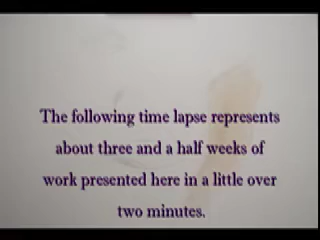 The following time lapse represents
about three and a half weeks of
work presented here in a little over
two minutes.